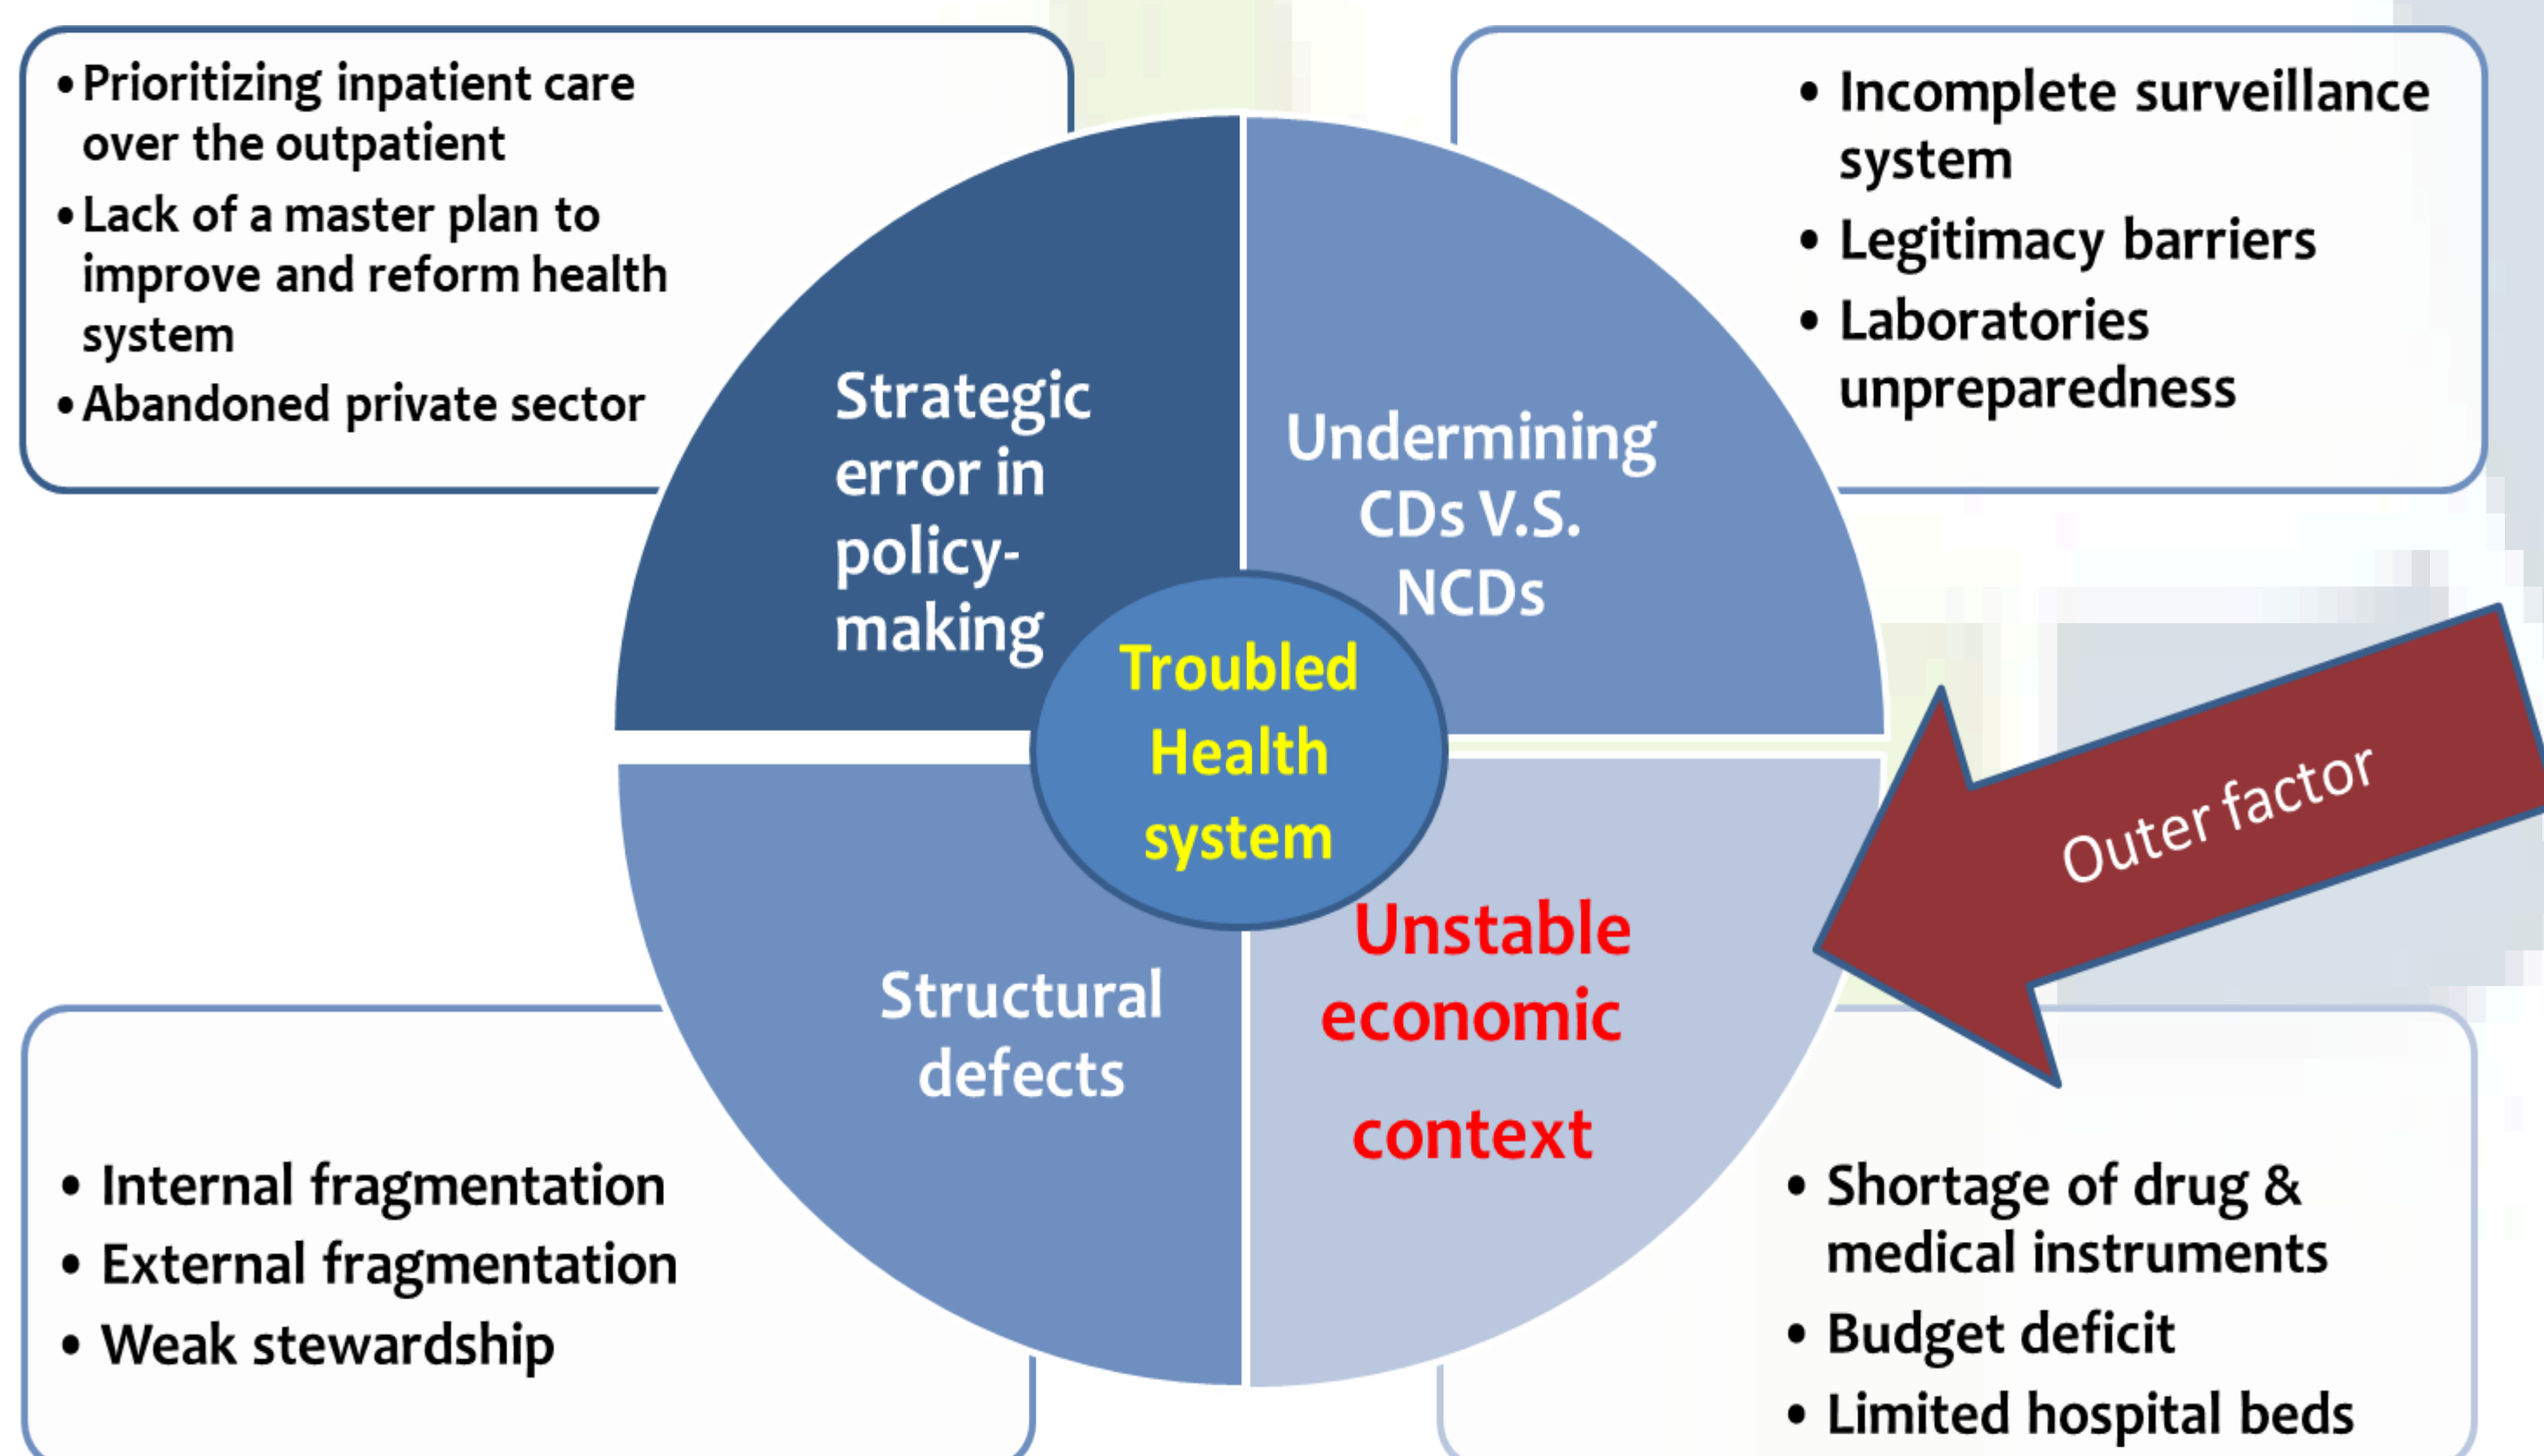 • Prioritizing inpatient care
over the outpatient
• Lack of a master plan to
improve and reform health
system
• Abandoned private sector
• Incomplete surveillance
system
• Legitimacy barriers
• Laboratories
unpreparedness
Strategic
error in
policy-
making
Undermining
CDs V.S.
NCDs
Troubled
Health
system
Outer factor
Structural
defects
Unstable
economic
context
• Internal fragmentation
• External fragmentation
• Weak stewardship
• Shortage of drug &
medical instruments
• Budget deficit
• Limited hospital beds